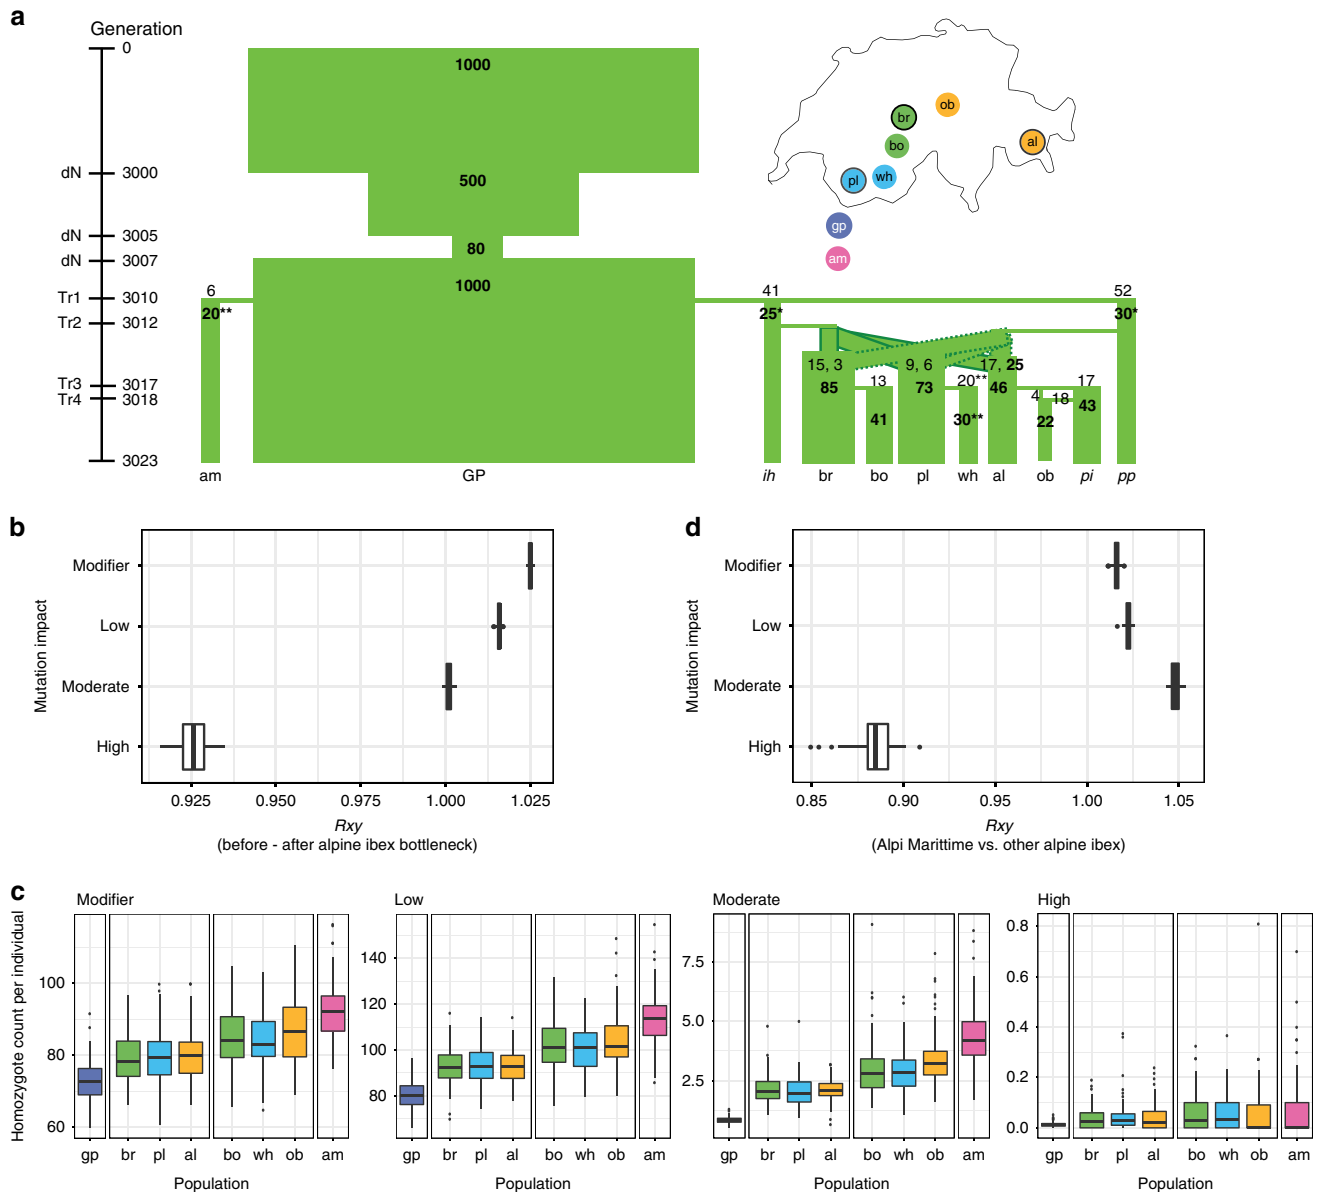 a
Generation
0
1000
dN 3000
500
dN 3005
80
dN 3007
1000
Tr1 3010
6
41
52
20**
25*
30*
Tr2 3012
15, 3
9, 6
17, 25
Tr3 3017
85
13
73
20**
46
17
Tr4 3018
4
18
43
41
30**
22
3023
am GP ih br bo pl wh al ob pi pp
ob
br
bo
al
pl
wh
gp
am
b
Mutation impact
Modifier
Low
Moderate
High
0.925 0.950 0.975 1.000 1.025
Rxy
(before - after alpine ibex bottleneck)
d
Mutation impact
Modifier
Low
Moderate
High
0.85 0.90 0.95 1.00 1.05
Rxy
(Alpi Marittime vs. other alpine ibex)
c
Homozygote count per individual
Modifier
100
80
60
gp br pl al bo wh ob am
Population
Low
140
120
100
80
gp br pl al bo wh ob am
Population
Moderate
7.5
5.0
2.5
gp br pl al bo wh ob am
Population
High
0.8
0.6
0.4
0.2
0.0
gp br pl al bo wh ob am
Population